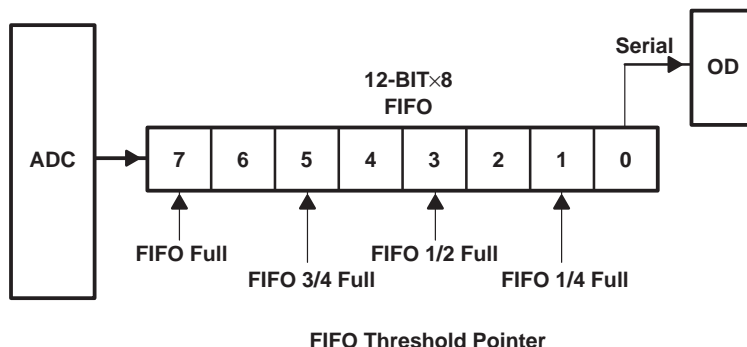 Serial
OD
12-BIT×8
FIFO
ADC
7 6 5 4 3 2 1 0
FIFO Full
FIFO 1/2 Full
FIFO 3/4 Full
FIFO 1/4 Full
FIFO Threshold Pointer